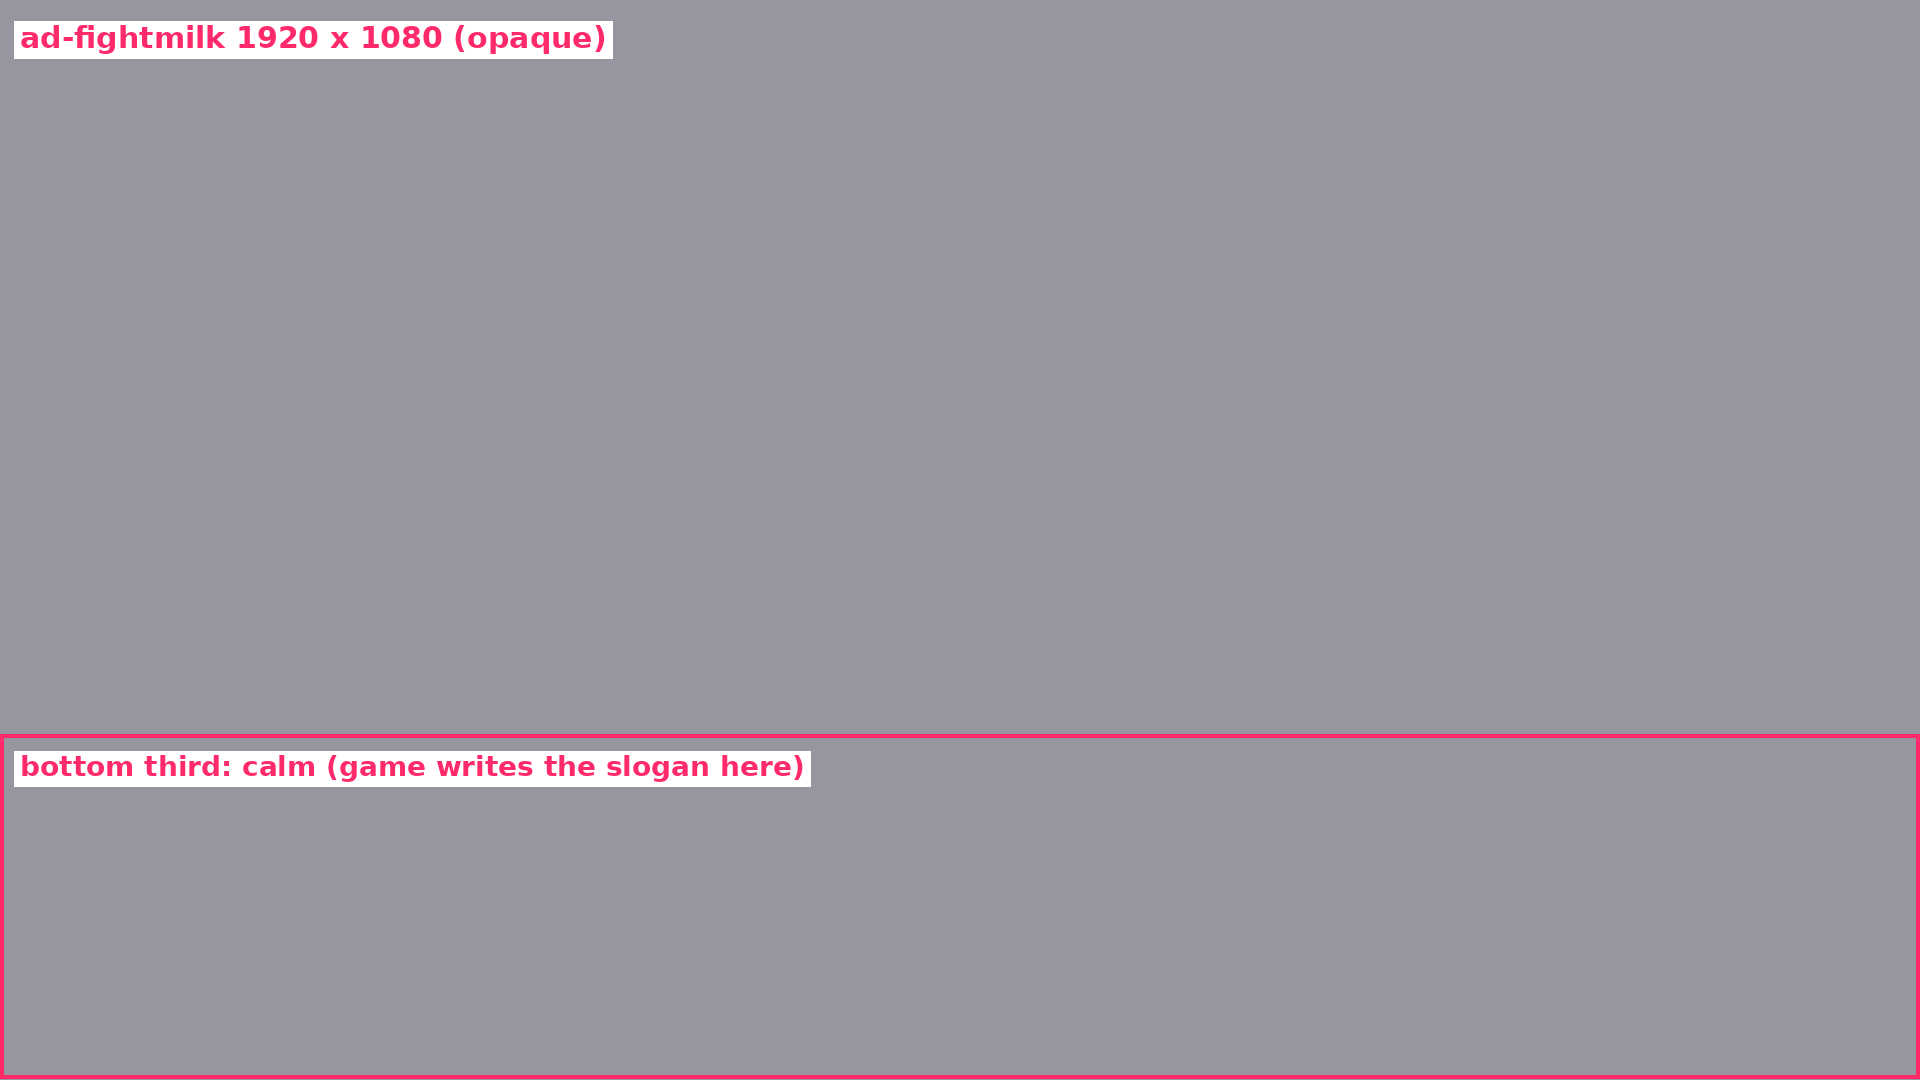 ad-fightmilk 1920 x 1080 (opaque)
bottom third: calm (game writes the slogan here)